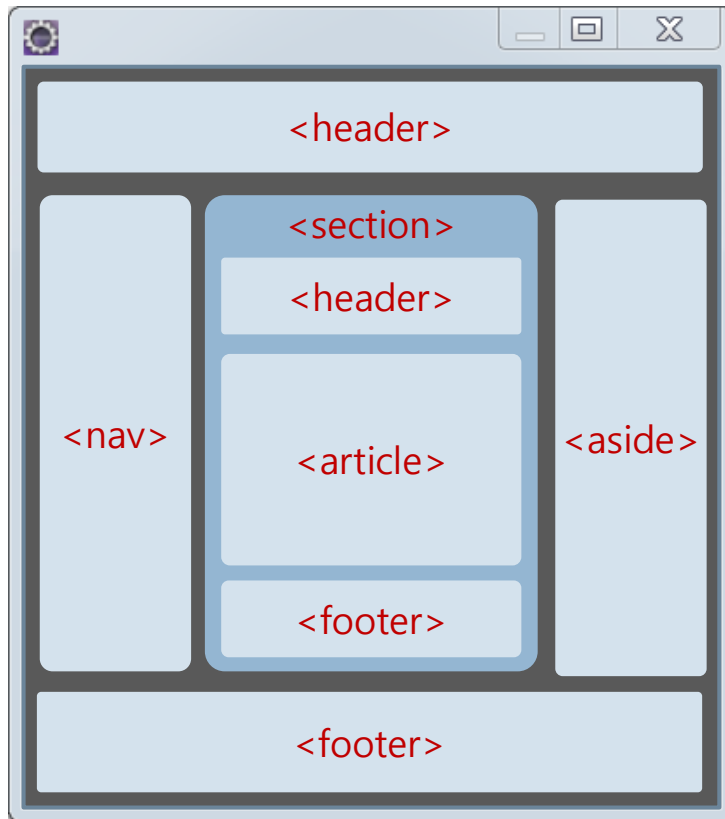 <header>
<nav>
<section>
<header>
<article>
<footer>
<aside>
<footer>